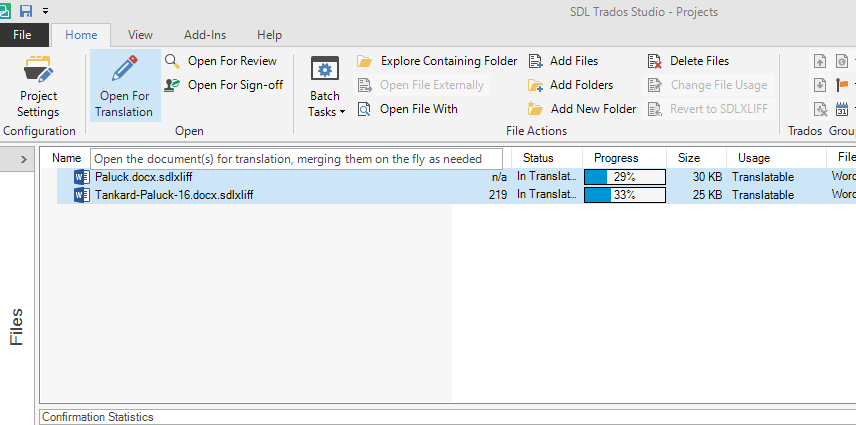 SDL Trados Studio - Projects
File Home View Add-Ins Help
Project Settings
Configuration
Open For Translation
Open For Review
Open For Sign-off
Open
Batch Tasks
Explore Containing Folder
Open File Externally
Open File With
Add Files
Add Folders
Add New Folder
Delete Files
Change File Usage
Revert to SDLXLIFF
File Actions
Trados Grou
Name Status Progress Size Usage File
Open the document(s) for translation, merging them on the fly as needed
Paluck.docx.sdlxliff n/a In Translat... 29% 30 KB Translatable Word
Tankard-Paluck-16.docx.sdlxliff 219 In Translat... 33% 25 KB Translatable Word
Files
Confirmation Statistics